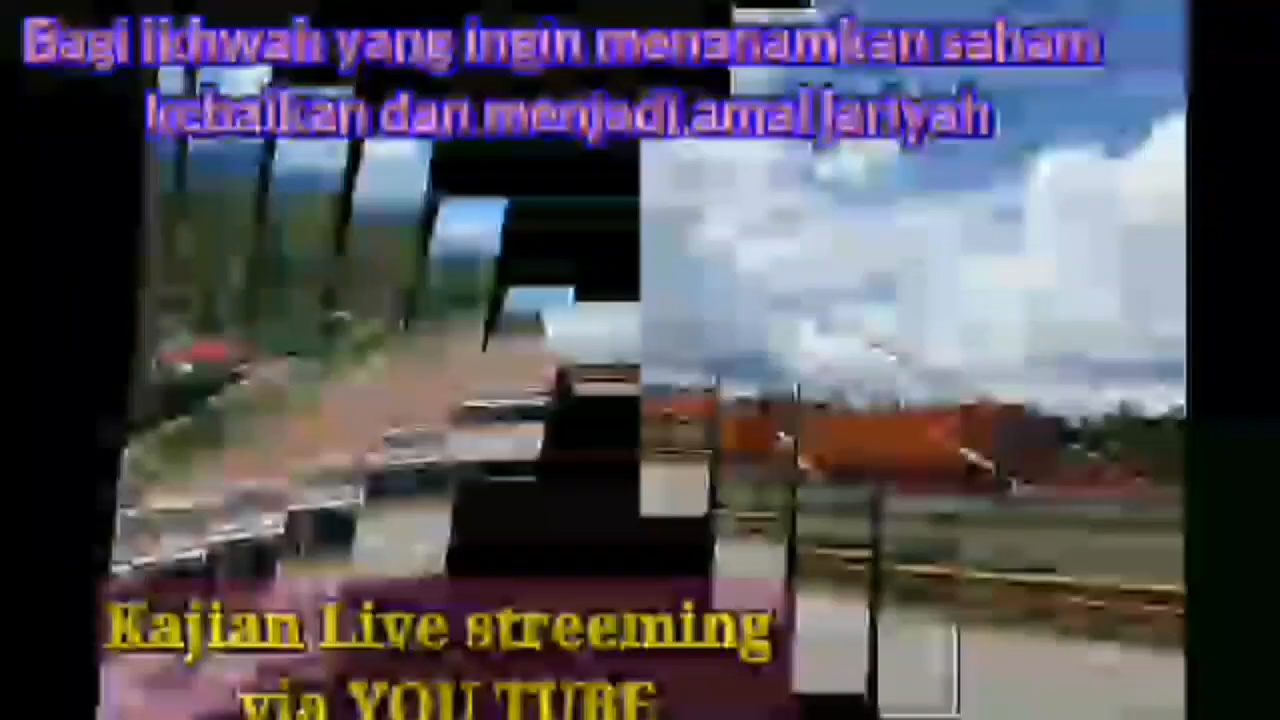 Bagi ikhwah yang ingin menanamkan saham
kebaikan dan menjadi amal jariyah
Kajian Live streeming
via YOU TUBE